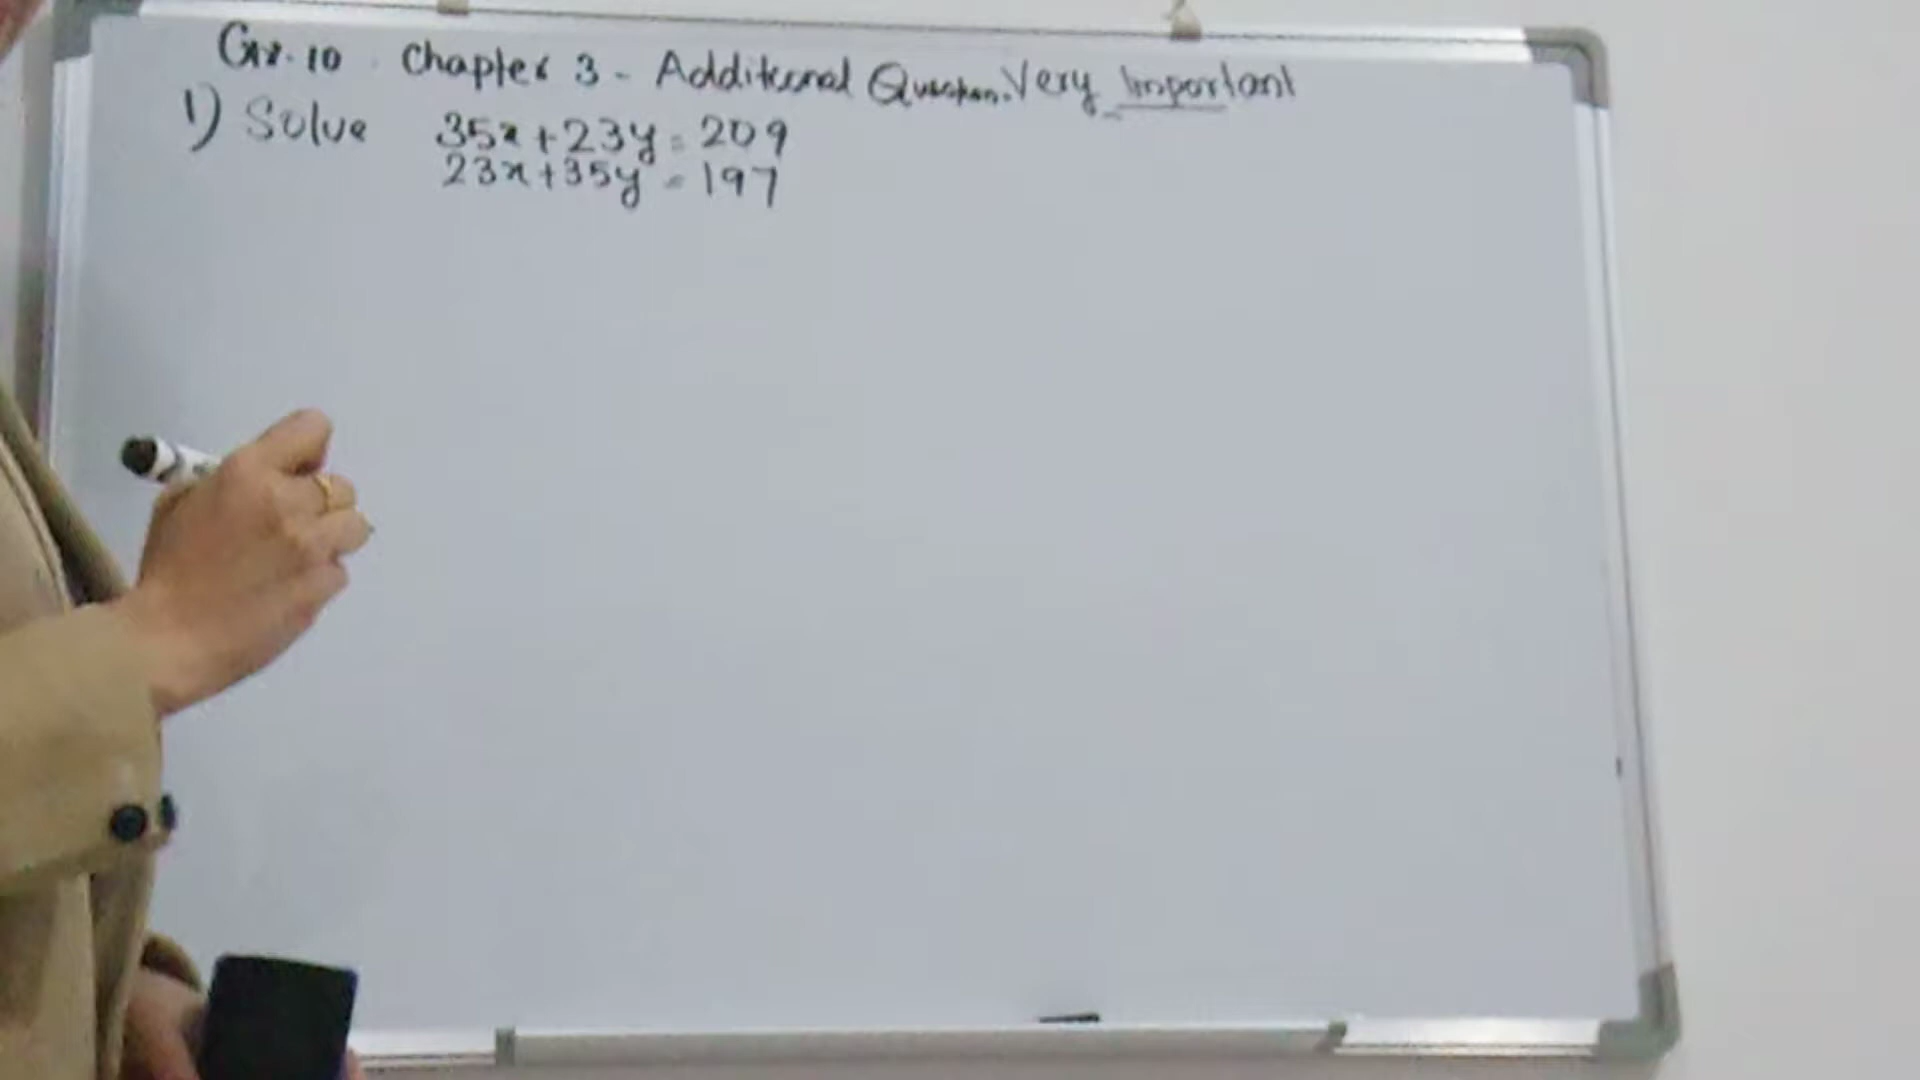 Gr. 10. Chapter 3 - Additional Question. Very Important
1) Solve 35x + 23y = 209
23x + 35y = 197